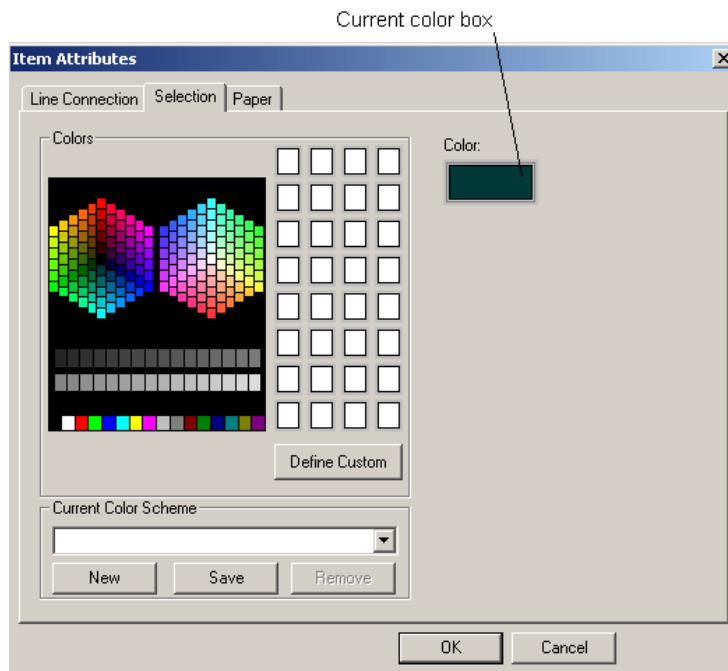 Current color box
Item Attributes
Line Connection Selection Paper
Colors
Color:
Define Custom
Current Color Scheme
New Save Remove
OK Cancel